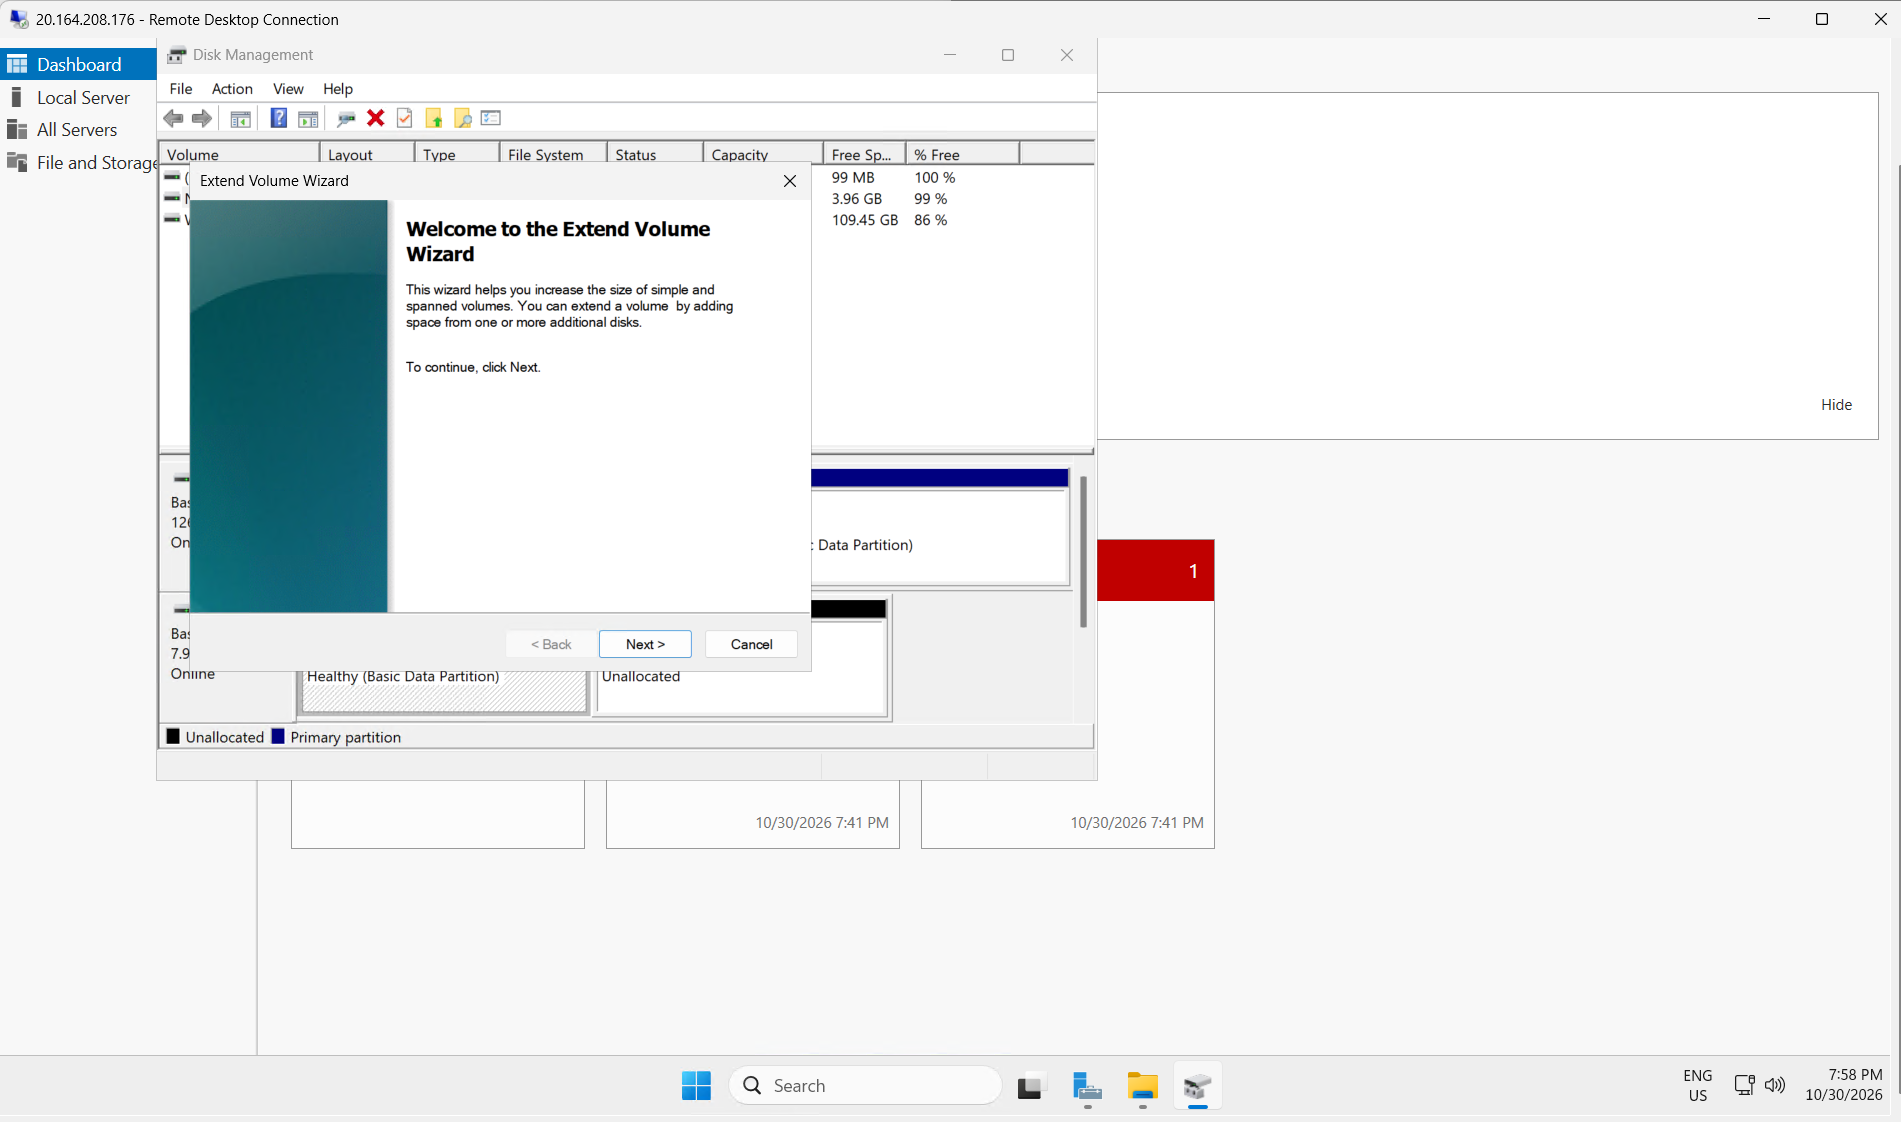 20.164.208.176 - Remote Desktop Connection
Dashboard
Local Server
All Servers
File and Storage
Disk Management
File Action View Help
Volume Layout Type File System Status Capacity Free Sp... % Free
99 MB 100 %
3.96 GB 99 %
109.45 GB 86 %
Extend Volume Wizard
Welcome to the Extend Volume
Wizard
This wizard helps you increase the size of simple and
spanned volumes. You can extend a volume by adding
space from one or more additional disks.
To continue, click Next.
< Back Next > Cancel
Bas
126
On
Data Partition)
Bas
7.9
Online
Healthy (Basic Data Partition)
Unallocated
Unallocated Primary partition
Hide
1
10/30/2026 7:41 PM
10/30/2026 7:41 PM
Search
ENG
US
7:58 PM
10/30/2026